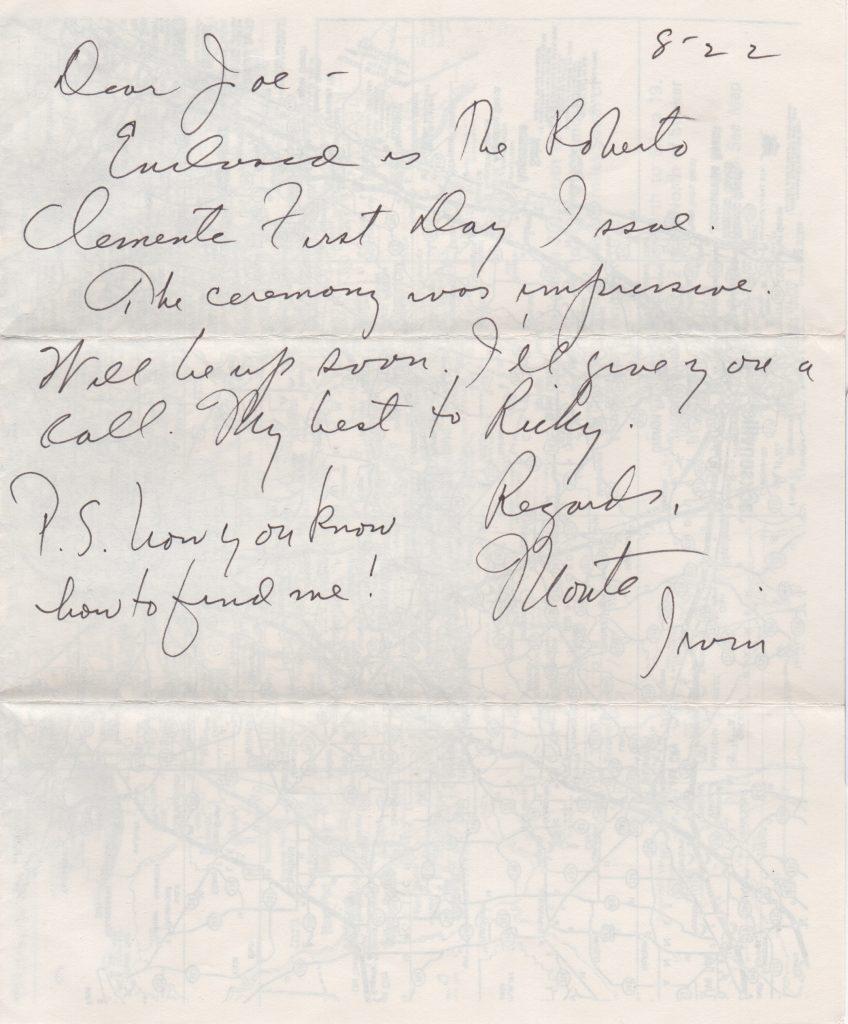 8-22
Dear Joe -
Enclosed is The Roberto
Clemente First Day Issue.
The ceremony was impressive.
Will be up soon. I'll give you a
call. My best to Ricky.
Regards,
Monte
Irvin
P.S. how you know
how to find me!